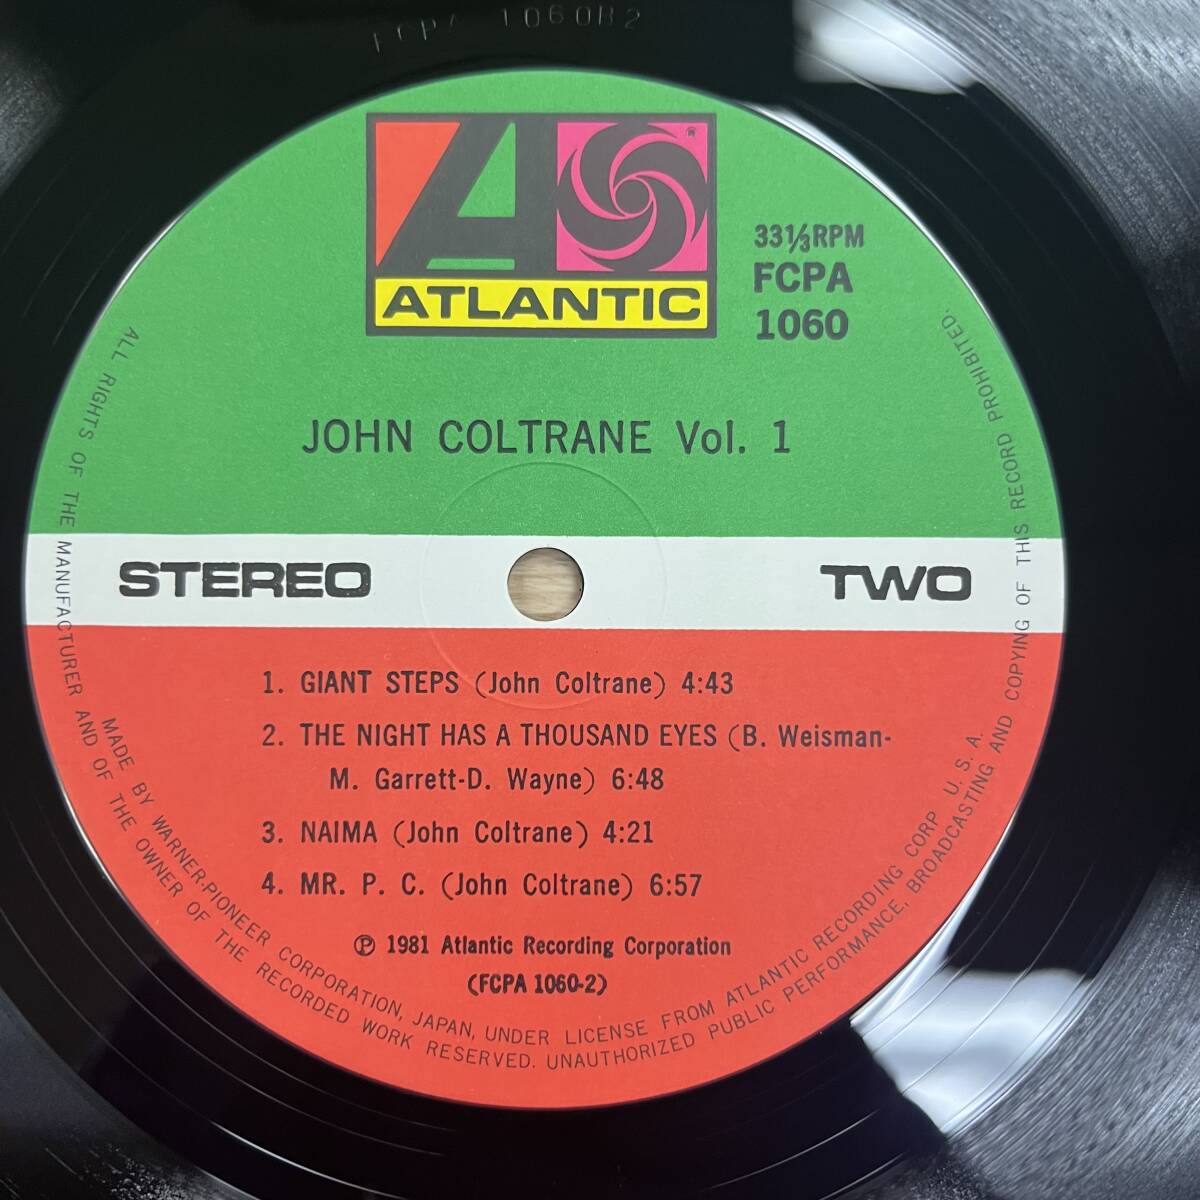 FCPA 1060B2
ATLANTIC
®
33⅓RPM
FCPA
1060
JOHN COLTRANE Vol. 1
STEREO
TWO
1. GIANT STEPS (John Coltrane) 4:43
2. THE NIGHT HAS A THOUSAND EYES (B. Weisman-
M. Garrett-D. Wayne) 6:48
3. NAIMA (John Coltrane) 4:21
4. MR. P. C. (John Coltrane) 6:57
℗ 1981 Atlantic Recording Corporation
(FCPA 1060-2)
MADE BY WARNER-PIONEER CORPORATION, JAPAN, UNDER LICENSE FROM ATLANTIC RECORDING CORP. U. S. A.
ALL RIGHTS OF THE MANUFACTURER AND OF THE OWNER OF THE RECORDED WORK RESERVED. UNAUTHORIZED PUBLIC PERFORMANCE, BROADCASTING AND COPYING OF THIS RECORD PROHIBITED.